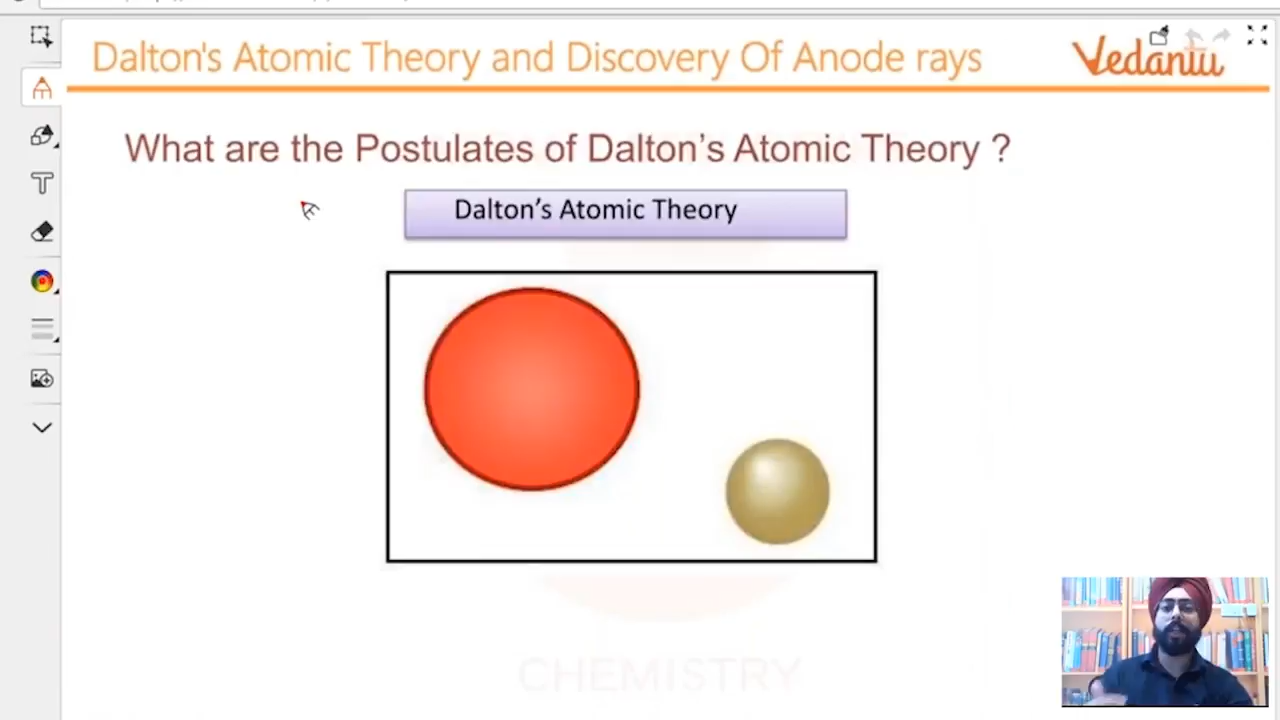 Dalton's Atomic Theory and Discovery Of Anode rays
Vedantu
What are the Postulates of Dalton’s Atomic Theory ?
Dalton’s Atomic Theory
CHEMISTRY